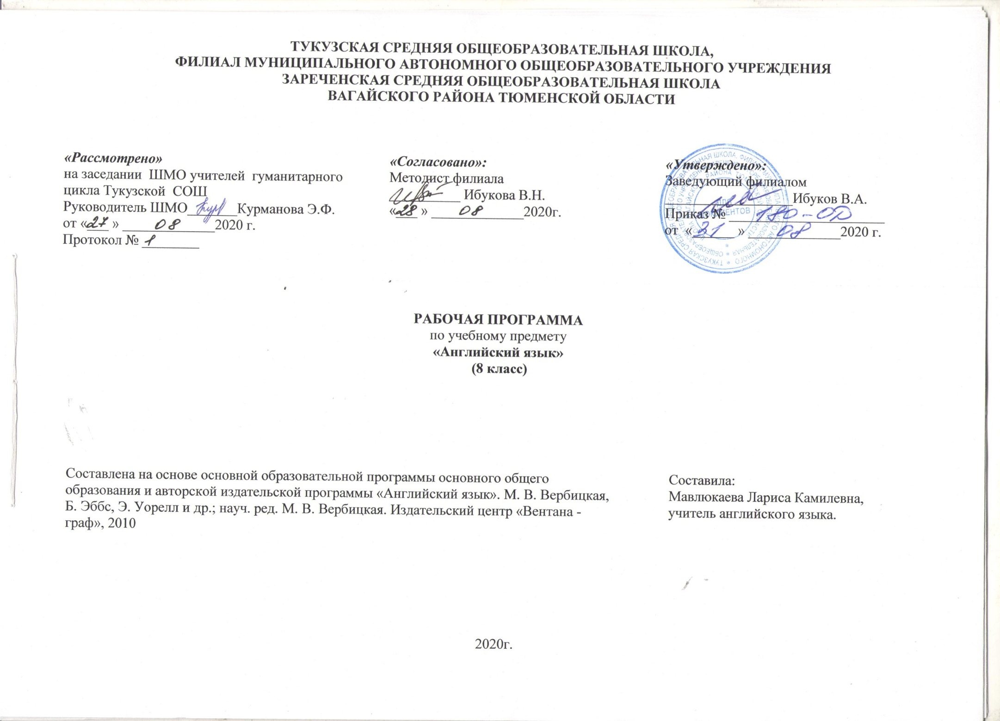 ТУКУЗСКАЯ СРЕДНЯЯ ОБЩЕОБРАЗОВАТЕЛЬНАЯ ШКОЛА,
ФИЛИАЛ МУНИЦИПАЛЬНОГО АВТОНОМНОГО ОБЩЕОБРАЗОВАТЕЛЬНОГО УЧРЕЖДЕНИЯ
ЗАРЕЧЕНСКАЯ СРЕДНЯЯ ОБЩЕОБРАЗОВАТЕЛЬНАЯ ШКОЛА
ВАГАЙСКОГО РАЙОНА ТЮМЕНСКОЙ ОБЛАСТИ
«Рассмотрено»
на заседании ШМО учителей гуманитарного
цикла Тукузской СОШ
Руководитель ШМО Курманова Э.Ф.
от «27 » 08 2020 г.
Протокол № 1
«Согласовано»:
Методист филиала
Ибукова В.Н.
«28 » 08 2020г.
«Утверждено»:
Заведующий филиалом
Ибуков В.А.
Приказ № 180-ОД
от «31 » 08 2020 г.
РАБОЧАЯ ПРОГРАММА
по учебному предмету
«Английский язык»
(8 класс)
Составлена на основе основной образовательной программы основного общего
образования и авторской издательской программы «Английский язык». М. В. Вербицкая,
Б. Эббс, Э. Уорелл и др.; науч. ред. М. В. Вербицкая. Издательский центр «Вентана -
граф», 2010
Составила:
Мавлюкаева Лариса Камилевна,
учитель английского языка.
2020г.